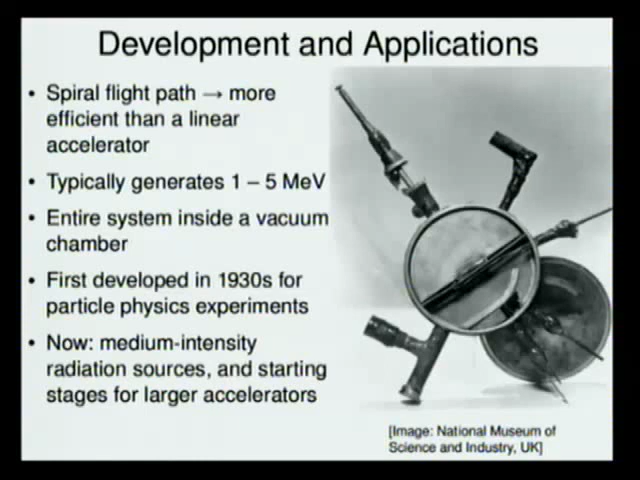 Development and Applications
• Spiral flight path → more
efficient than a linear
accelerator
• Typically generates 1 – 5 MeV
• Entire system inside a vacuum
chamber
• First developed in 1930s for
particle physics experiments
• Now: medium-intensity
radiation sources, and starting
stages for larger accelerators
[Image: National Museum of
Science and Industry, UK]